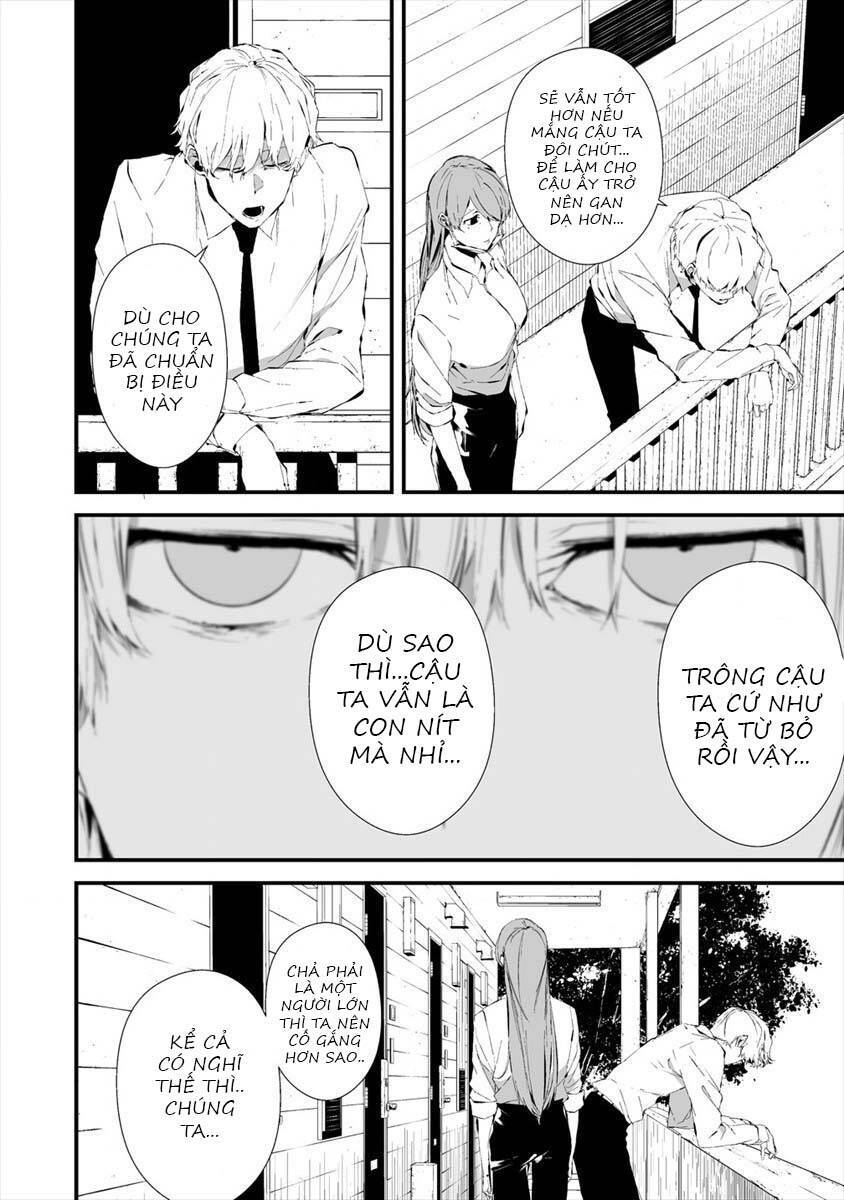 SẼ VẪN TỐT
HƠN NẾU
MẮNG CẬU TA
ĐÔI CHÚT...
ĐỂ LÀM CHO
CẬU ẤY TRỞ
NÊN GAN
DẠ HƠN...
DÙ CHO
CHÚNG TA
ĐÃ CHUẨN
BỊ ĐIỀU
NÀY
TRÔNG CẬU
TA CỨ NHƯ
ĐÃ TỪ BỎ
RỒI VẬY...
DÙ SAO
THÌ...CẬU
TA VẪN LÀ
CON NÍT
MÀ NHỈ...
CHẢ PHẢI
LÀ MỘT
NGƯỜI LỚN
THÌ TA NÊN
CỐ GẮNG
HƠN SAO..
KỂ CẢ
CÓ NGHĨ
THẾ THÌ..
CHÚNG
TA...